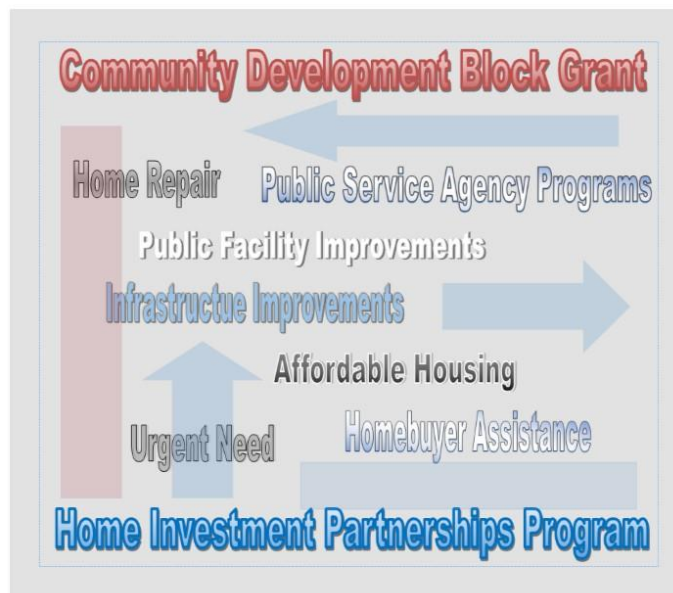 Community Development Block Grant
Home Repair
Public Service Agency Programs
Public Facility Improvements
Infrastructue Improvements
Affordable Housing
Urgent Need
Homebuyer Assistance
Home Investment Partnerships Program